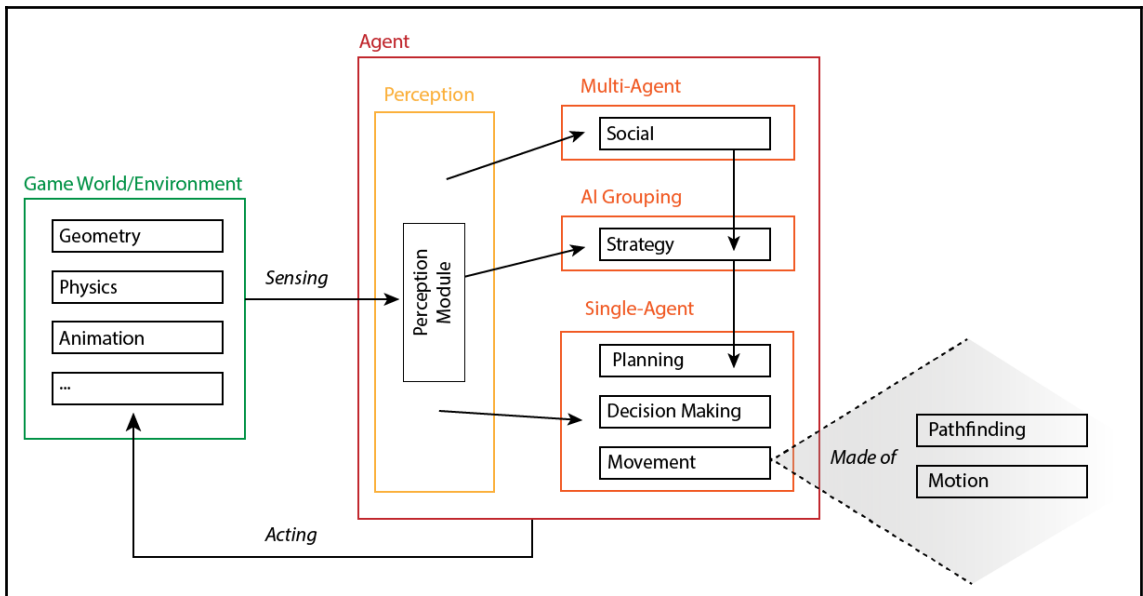 Agent
Multi-Agent
Perception
Social
Game World/Environment
AI Grouping
Geometry
Strategy
Sensing
Physics
Perception
Module
Single-Agent
Animation
Planning
...
Decision Making
Pathfinding
Movement
Made of
Motion
Acting